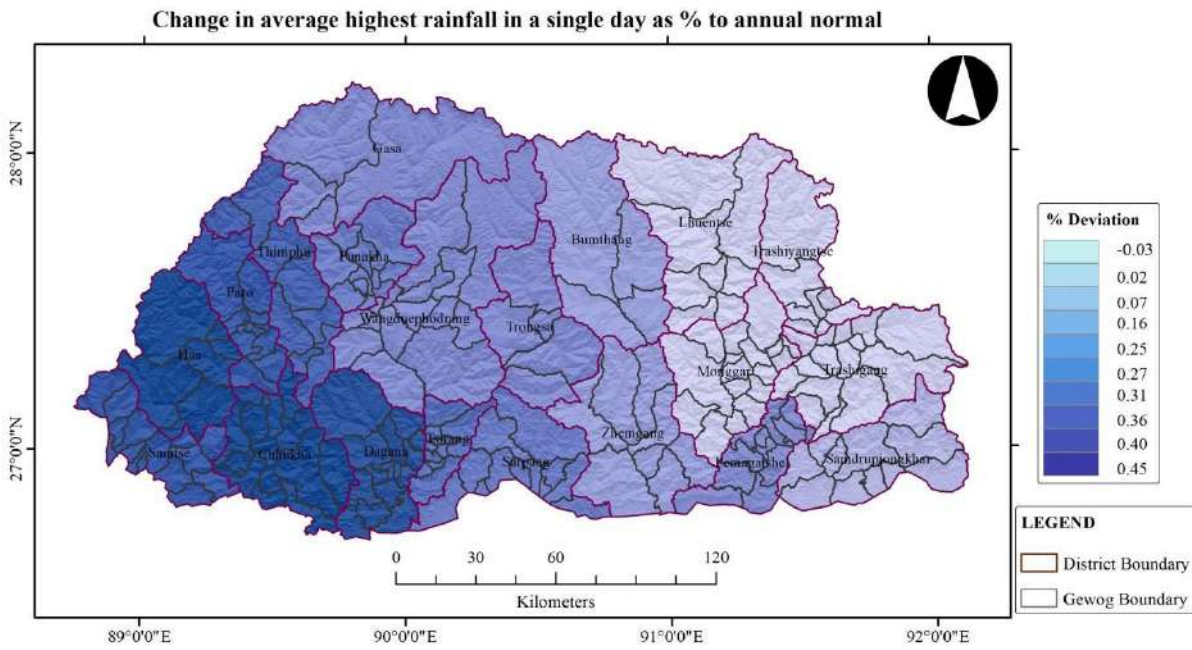 Change in average highest rainfall in a single day as % to annual normal
89°0'0"E
90°0'0"E
91°0'0"E
92°0'0"E
28°0'0"N
27°0'0"N
Gasa
Lhuentse
Bumthang
Trashiyangtse
Thimphu
Punakha
Paro
Wangduephodrang
Trongsa
Haa
Monggar
Trashigang
Zhemgang
Samtse
Chhukha
Dagana
Tsirang
Sarpang
Pemagatshel
Samdrupjongkhar
0 30 60 120
Kilometers
% Deviation
-0.03
0.02
0.07
0.16
0.25
0.27
0.31
0.36
0.40
0.45
LEGEND
District Boundary
Gewog Boundary